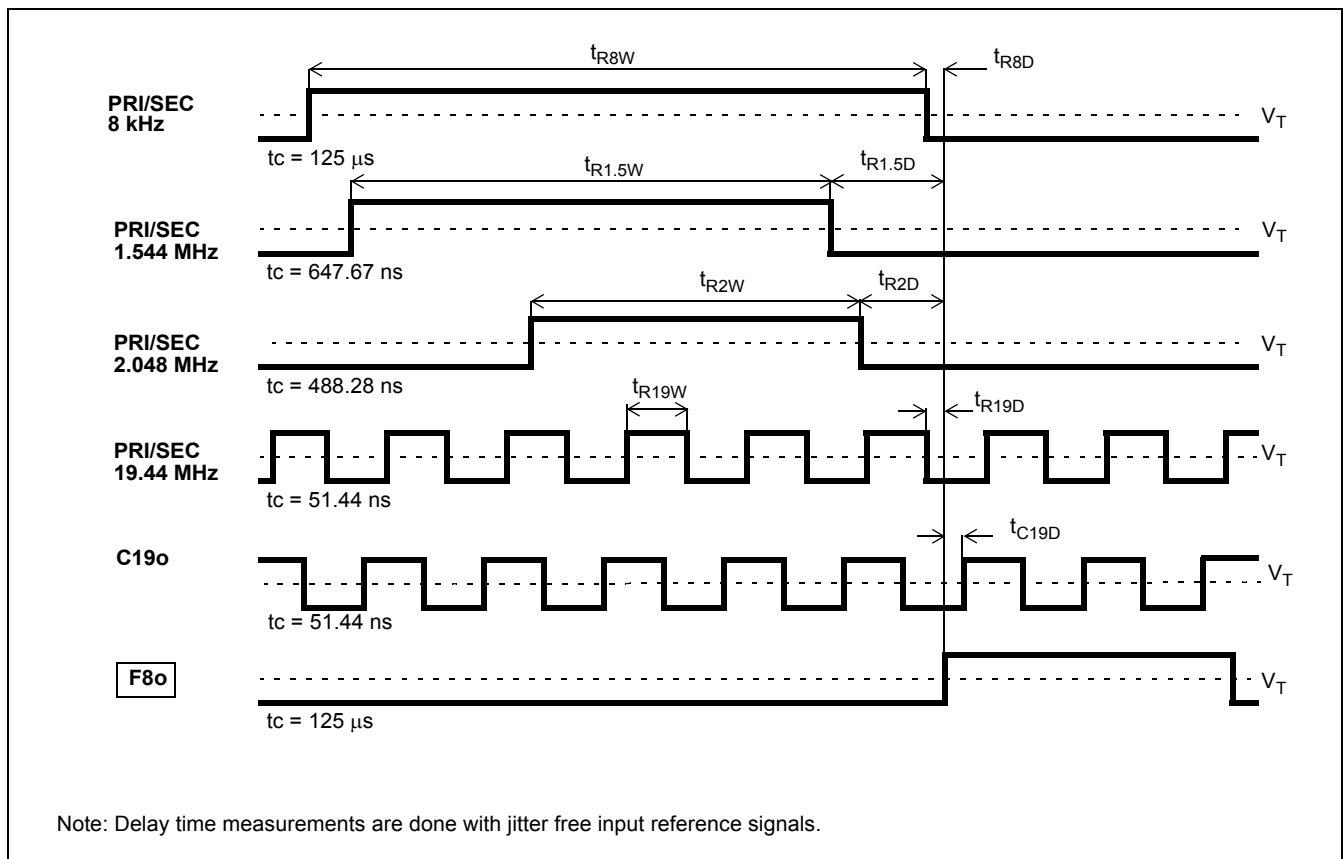 tR8W
tR8D
PRI/SEC
8 kHz
VT
tc = 125 μs
tR1.5W
tR1.5D
PRI/SEC
1.544 MHz
VT
tc = 647.67 ns
tR2W
tR2D
PRI/SEC
2.048 MHz
VT
tc = 488.28 ns
tR19W
tR19D
PRI/SEC
19.44 MHz
VT
tc = 51.44 ns
tC19D
C19o
VT
tc = 51.44 ns
F8o
VT
tc = 125 μs
Note: Delay time measurements are done with jitter free input reference signals.